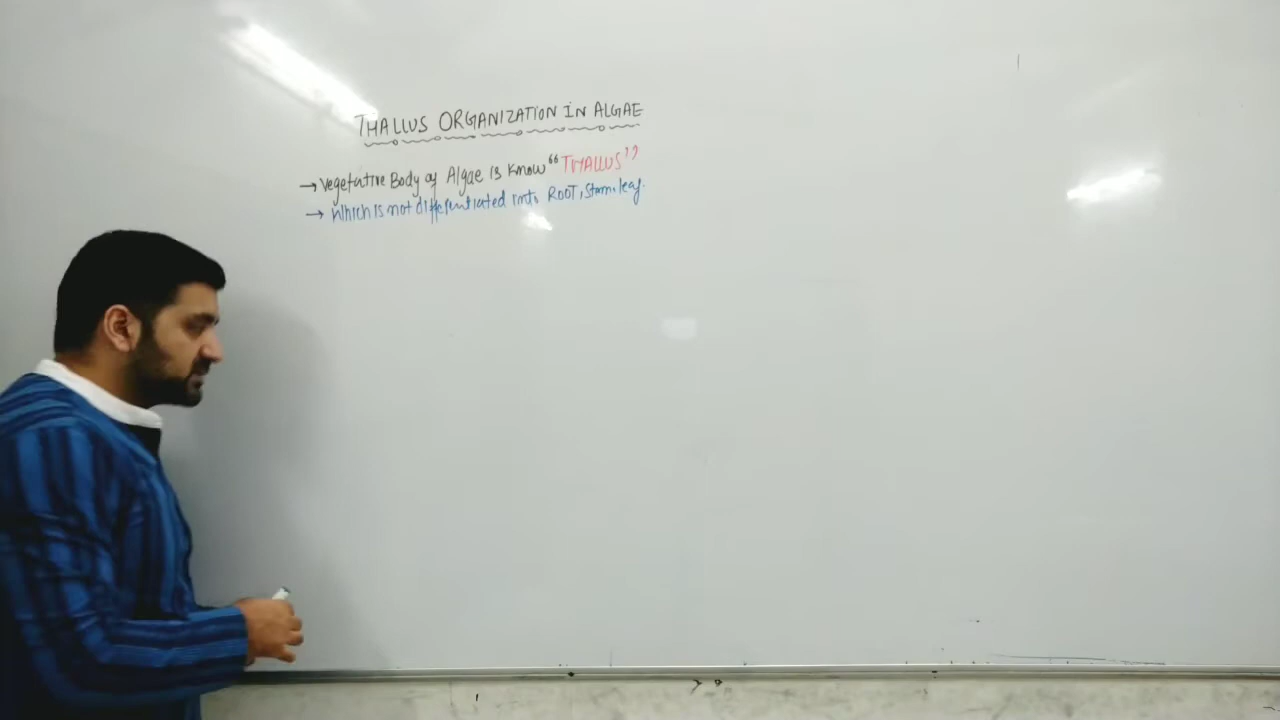 THALLUS ORGANIZATION IN ALGAE
→ Vegetative Body of Algae is Know “THALLUS”
→ Which is not differentiated into ROOT, Stem, leaf.